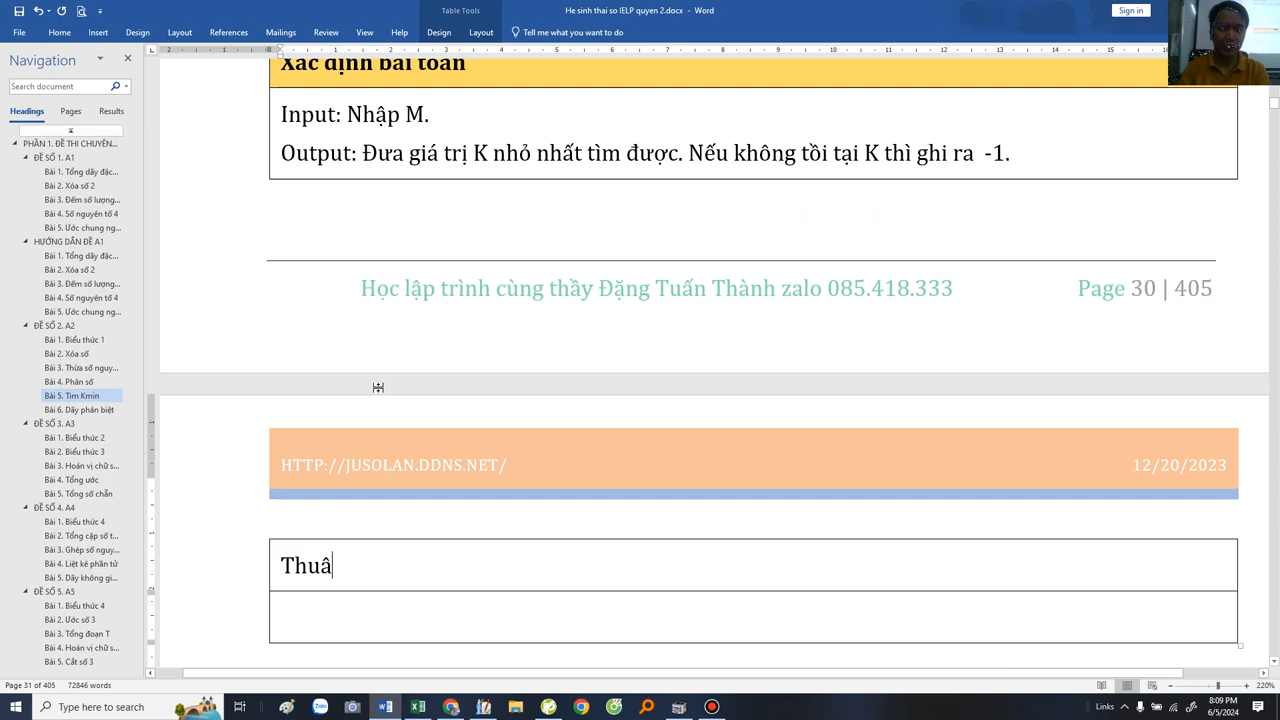 Table Tools
He sinh thai so IELP quyen 2.docx - Word
Sign in
File Home Insert Design Layout References Mailings Review View Help Design Layout Tell me what you want to do
Navigation
Search document
Headings Pages Results
PHẦN 1. ĐỀ THI CHUYÊN...
ĐỀ SỐ 1. A1
Bài 1. Tổng dãy đặc...
Bài 2. Xóa số 2
Bài 3. Đếm số lượng...
Bài 4. Số nguyên tố 4
Bài 5. Ước chung ng...
HƯỚNG DẪN ĐỀ A1
Bài 1. Tổng dãy đặc...
Bài 2. Xóa số 2
Bài 3. Đếm số lượng...
Bài 4. Số nguyên tố 4
Bài 5. Ước chung ng...
ĐỀ SỐ 2. A2
Bài 1. Biểu thức 1
Bài 2. Xóa số
Bài 3. Thừa số nguy...
Bài 4. Phân số
Bài 5. Tìm Kmin
Bài 6. Dãy phân biệt
ĐỀ SỐ 3. A3
Bài 1. Biểu thức 2
Bài 2. Biểu thức 3
Bài 3. Hoán vị chữ s...
Bài 4. Tổng ước
Bài 5. Tổng số chẵn
ĐỀ SỐ 4. A4
Bài 1. Biểu thức 4
Bài 2. Tổng cặp số t...
Bài 3. Ghép số nguy...
Bài 4. Liệt kê phần tử
Bài 5. Dãy không gi...
ĐỀ SỐ 5. A5
Bài 1. Biểu thức 4
Bài 2. Ước số 3
Bài 3. Tổng đoạn T
Bài 4. Hoán vị chữ s...
Bài 5. Cắt số 3
Xác định bài toán
Input: Nhập M.
Output: Đưa giá trị K nhỏ nhất tìm được. Nếu không tồi tại K thì ghi ra -1.
Học lập trình cùng thầy Đặng Tuấn Thành zalo 085.418.333 Page 30 | 405
HTTP://JUSOLAN.DDNS.NET/ 12/20/2023
Thuâ
Page 31 of 405 72846 words 220%
Type here to search
Zalo
8:09 PM
6/5/2024